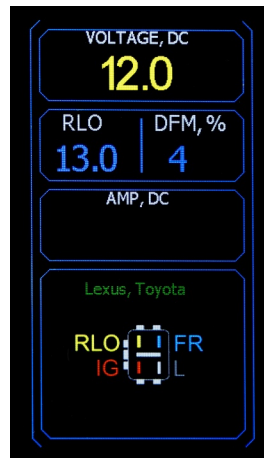 VOLTAGE, DC
12.0
RLO DFM, %
13.0 4
AMP, DC
Lexus, Toyota
RLO FR
IG L